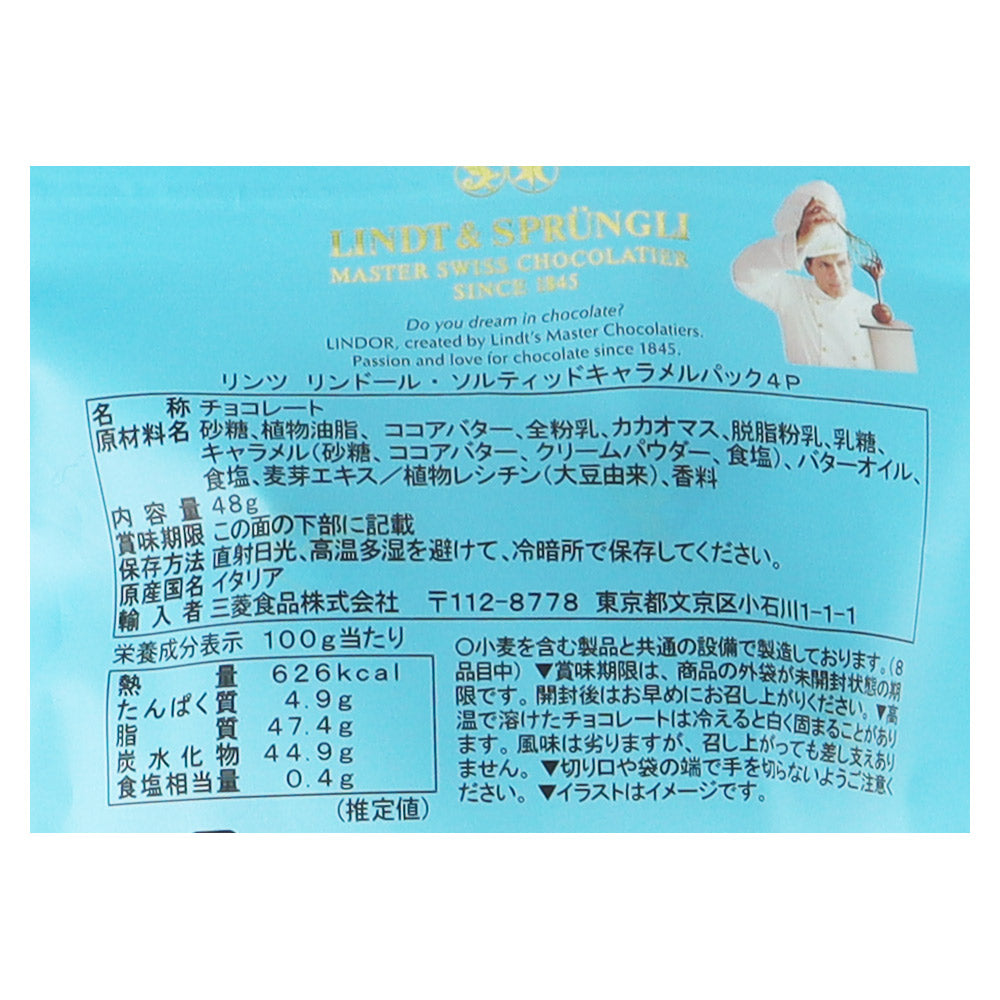 LINDT & SPRÜNGLI
MASTER SWISS CHOCOLATIER
SINCE 1845
Do you dream in chocolate?
LINDOR, created by Lindt's Master Chocolatiers.
Passion and love for chocolate since 1845.
リンツ リンドール・ソルティッドキャラメルパック4P
名 称 チョコレート
原材料名 砂糖、植物油脂、ココアバター、全粉乳、カカオマス、脱脂粉乳、乳糖、
キャラメル(砂糖、ココアバター、クリームパウダー、食塩)、バターオイル、
食塩、麦芽エキス/植物レシチン(大豆由来)、香料
内容量 48g
賞味期限 この面の下部に記載
保存方法 直射日光、高温多湿を避けて、冷暗所で保存してください。
原産国名 イタリア
輸入者 三菱食品株式会社 〒112-8778 東京都文京区小石川1-1-1
栄養成分表示 100g当たり
熱量 626kcal
たんぱく質 4.9g
脂質 47.4g
炭水化物 44.9g
食塩相当量 0.4g
(推定値)
○小麦を含む製品と共通の設備で製造しております。(8
品目中) ▼賞味期限は、商品の外袋が未開封状態の期
限です。開封後はお早めにお召し上がりください。▼高
温で溶けたチョコレートは冷えると白く固まることがあり
ます。風味は劣りますが、召し上がっても差し支えあり
ません。▼切り口や袋の端で手を切らないようご注意く
ださい。▼イラストはイメージです。